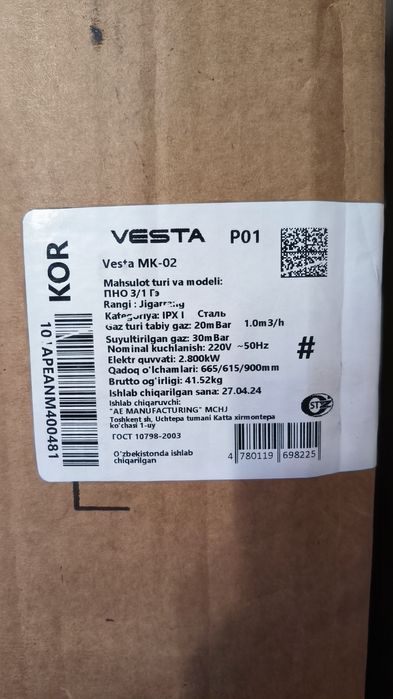 KOR
VESTA P01
Vesta MK-02
Mahsulot turi va modeli:
ПНО 3/1 Гэ
Rangi : Jigarrang
Kategoriya: IPX I Сталь
Gaz turi tabiy gaz: 20mBar 1.0m3/h
Suyultirilgan gaz: 30mBar
Nominal kuchlanish: 220V ~50Hz
Elektr quvvati: 2.800kW
Qadoq o'lchamlari: 665/615/900mm
Brutto og'irligi: 41.52kg
Ishlab chiqarilgan sana: 27.04.24
Ishlab chiqaruvchi:
"AE MANUFACTURING" MCHJ
Toshkent sh, Uchtepa tumani Katta xirmontepa
ko'chasi 1-uy
ГОСТ 10798-2003
O'zbekistonda ishlab
chiqarilgan
#
4 780119 698225